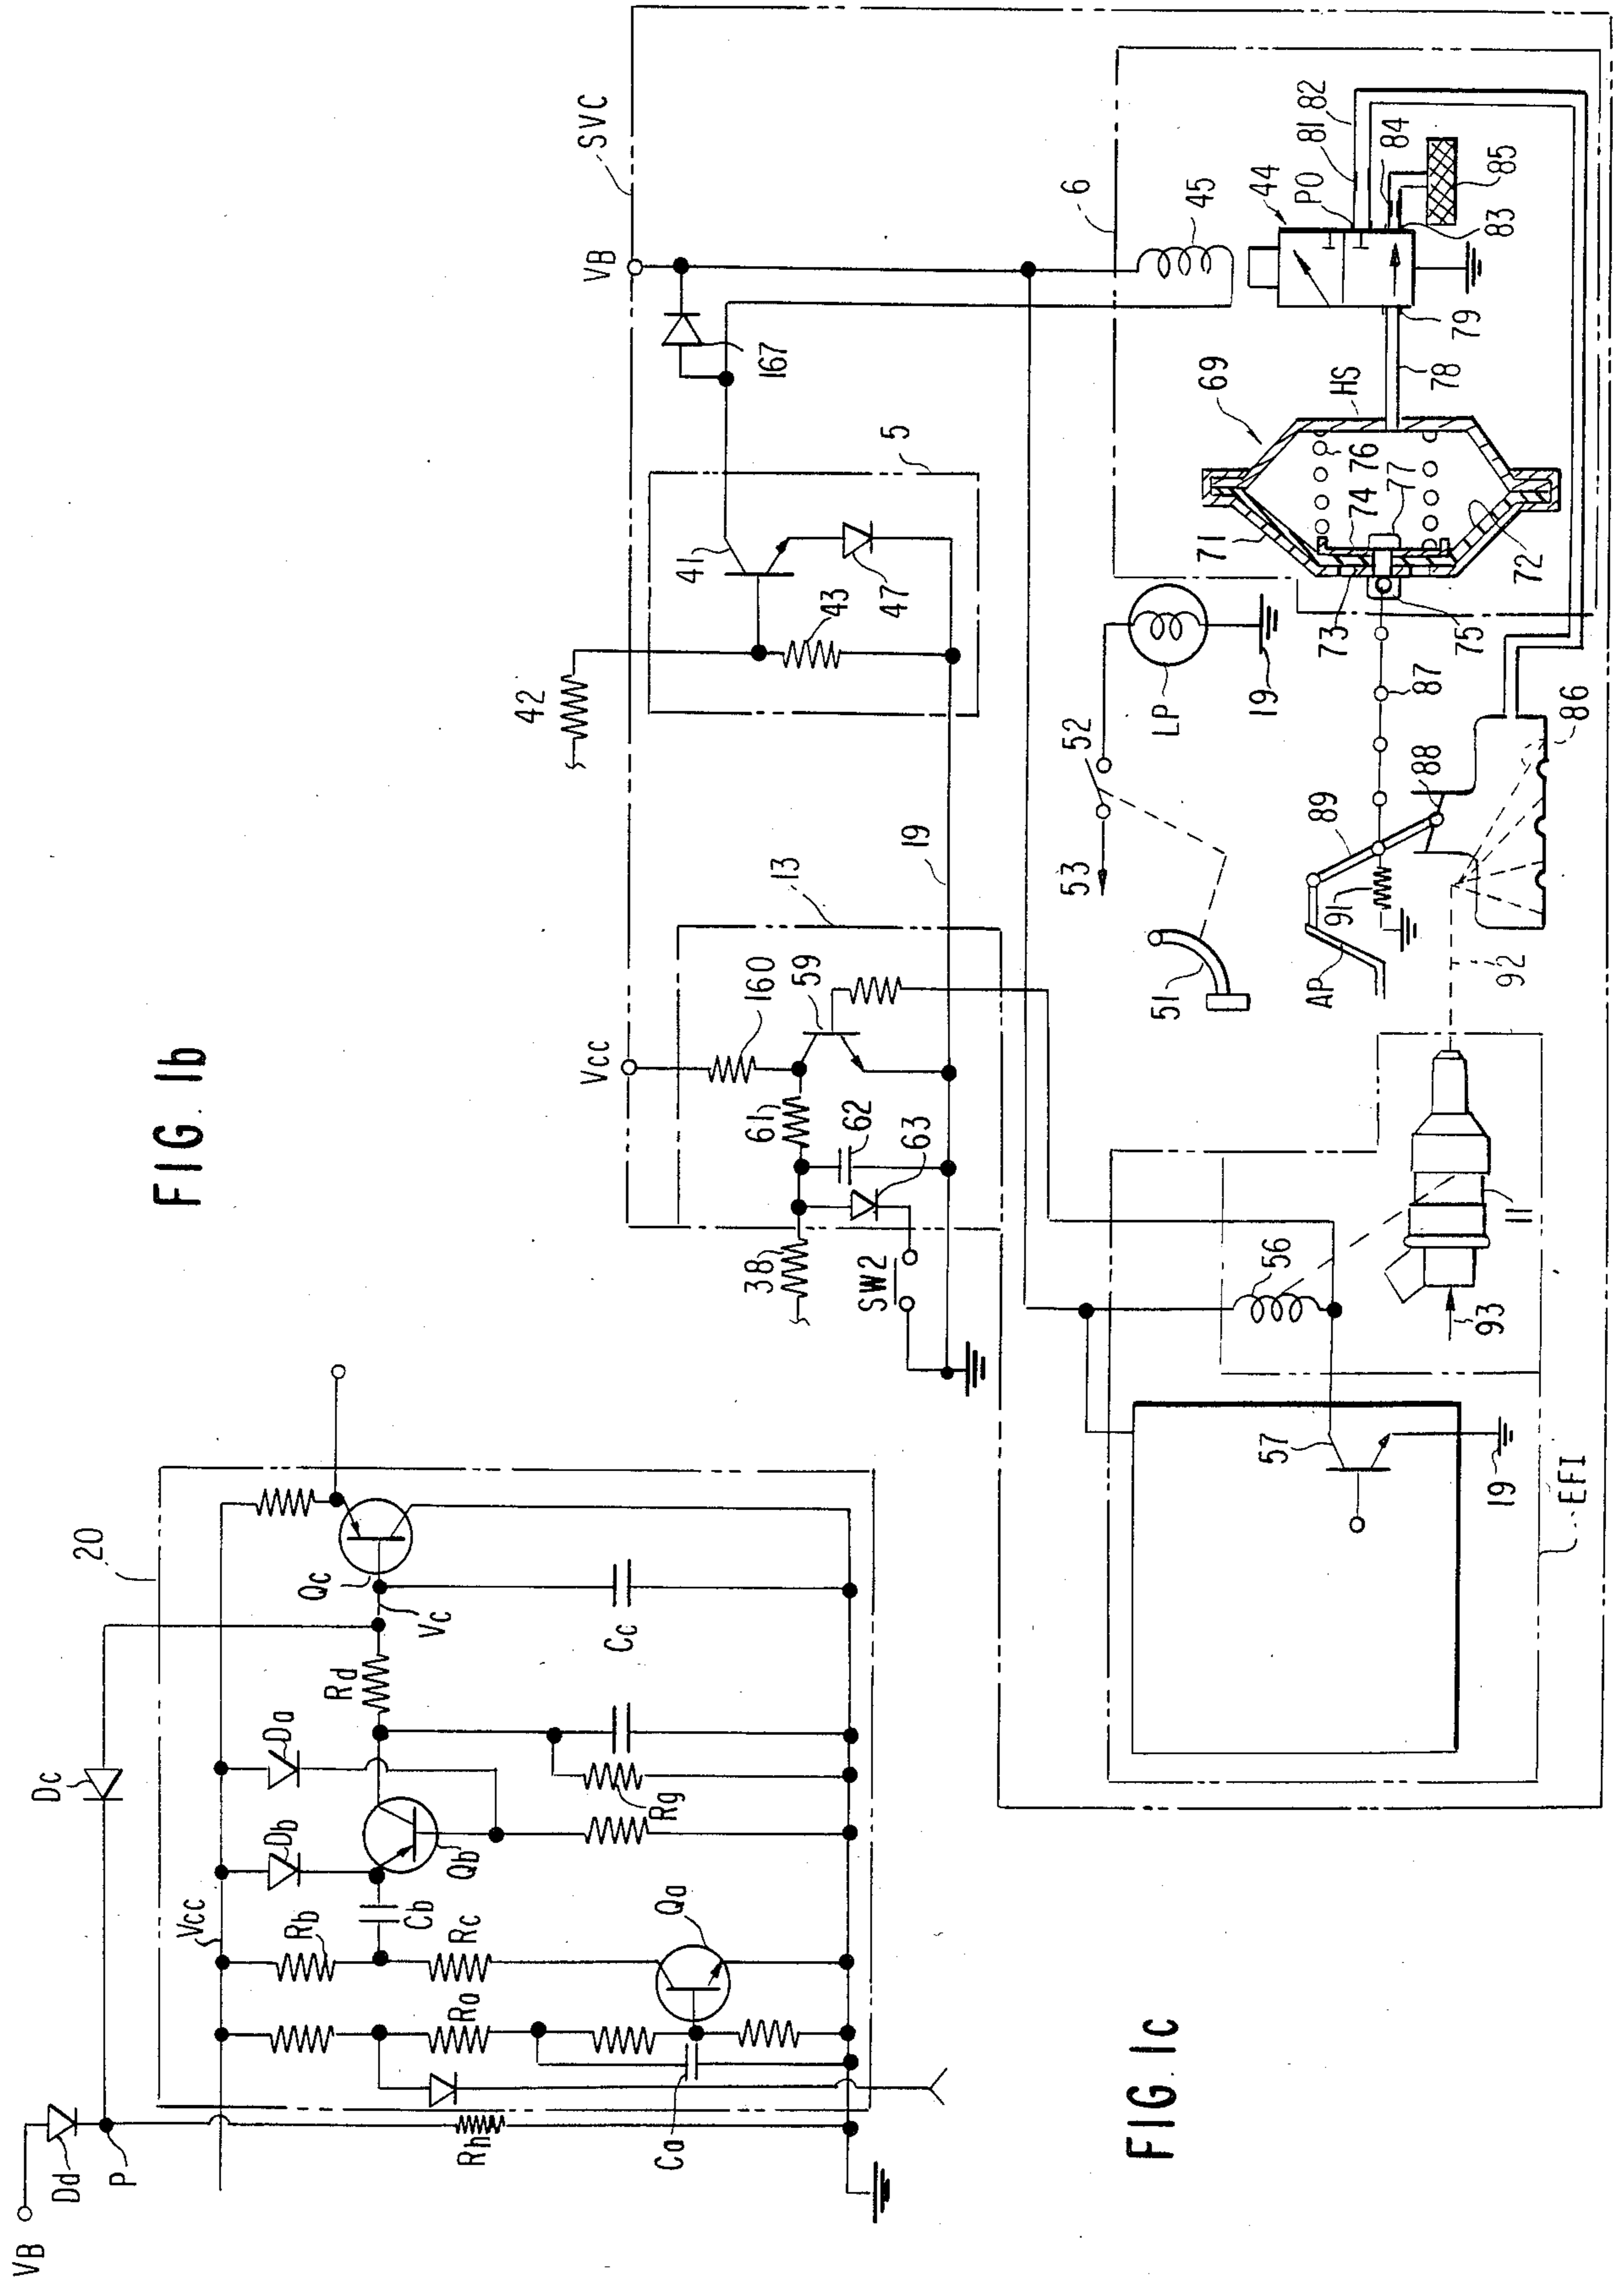 FIG. 1b
SVC
VB
167
6
45
44
PO
81
82
84
85
83
79
78
HS
69
76
77
74
71
72
73
75
5
41
43
47
42
52
53
LP
19
87
86
88
89
91
AP
92
51
13
19
Vcc
160
59
61
62
63
38
SW2
56
11
93
57
19
EFI
FIG. 1c
20
Qc
Vc
Cc
Rd
Da
Dc
Db
Qb
Rg
Vcc
Rb
Cb
Rc
Qa
Ra
Ca
Rh
VB
Dd
P